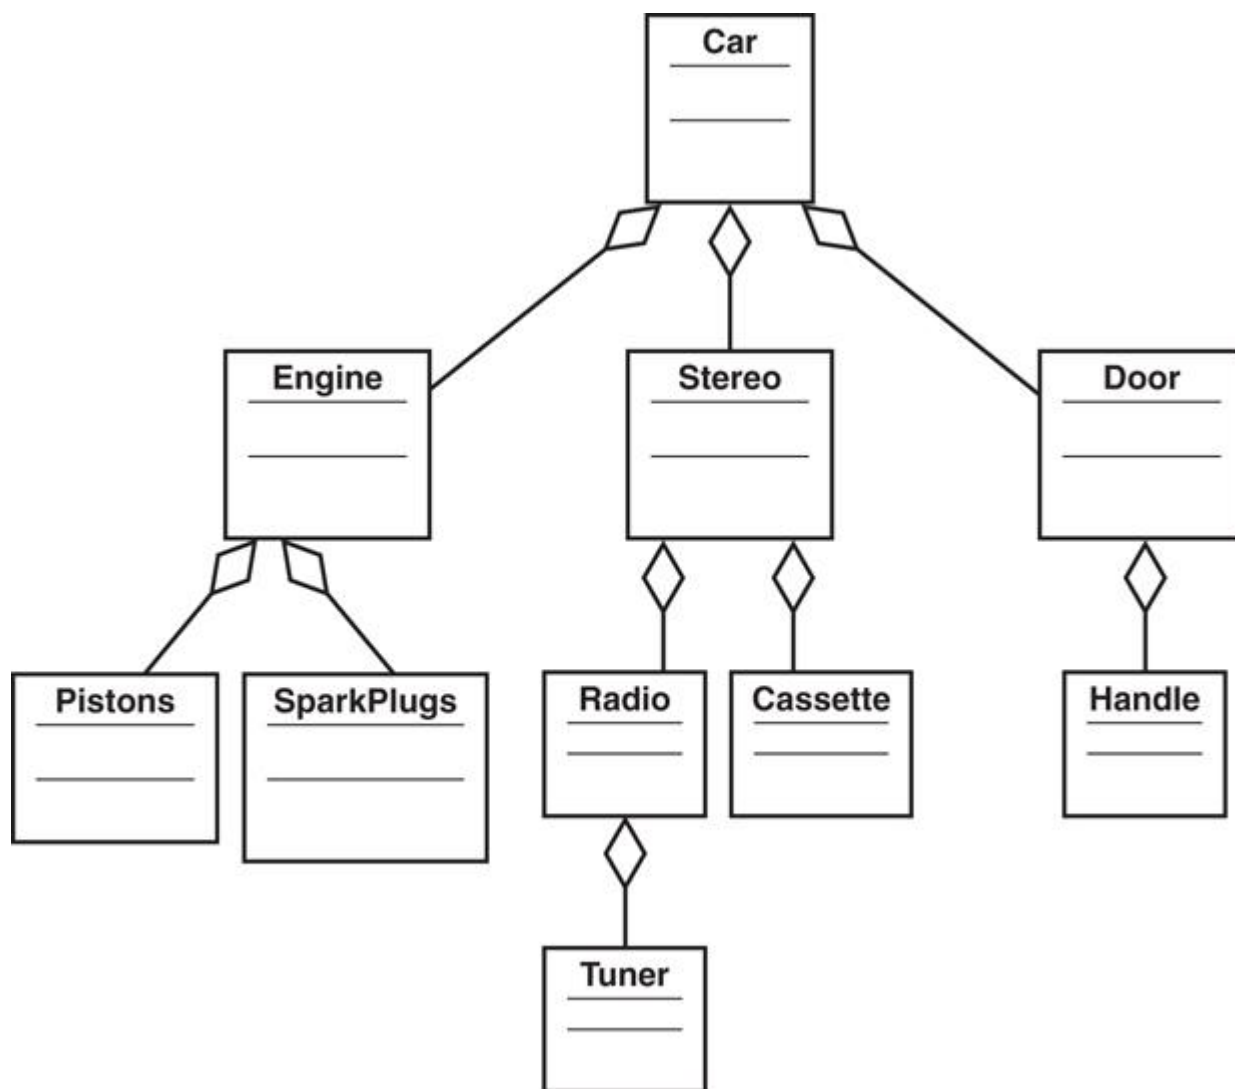 Car
Engine
Stereo
Door
Pistons
SparkPlugs
Radio
Cassette
Handle
Tuner